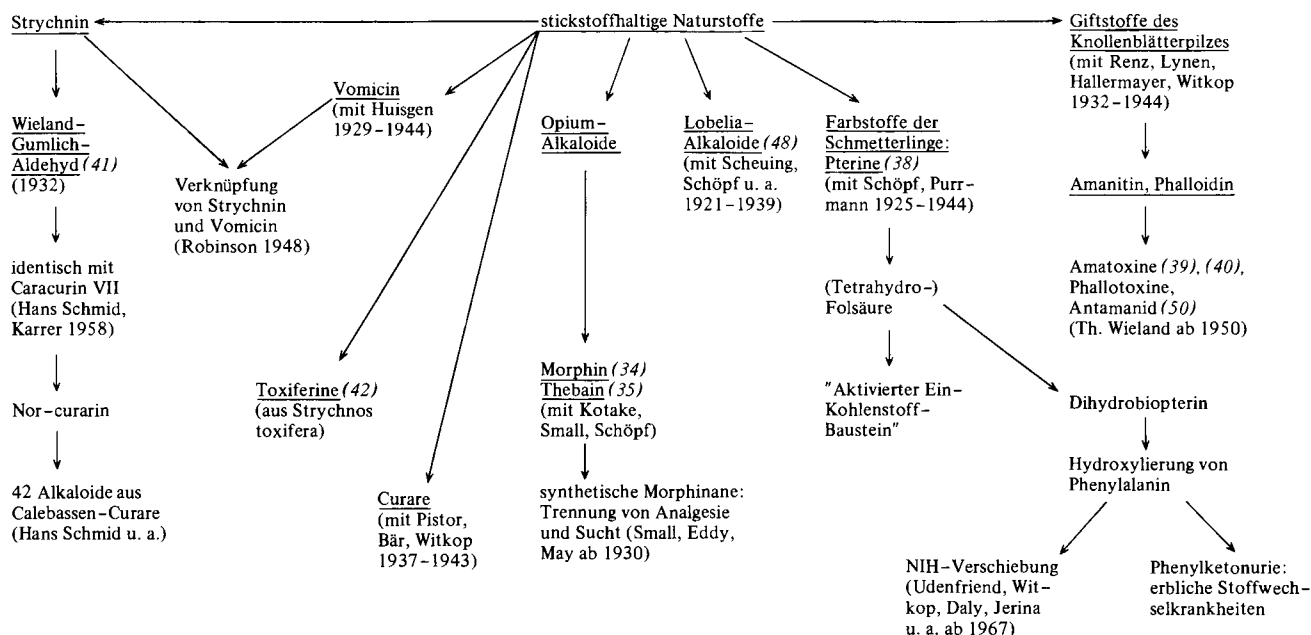 Strychnin
stickstoffhaltige Naturstoffe
Giftstoffe des
Knollenblätterpilzes
(mit Renz, Lynen,
Hallermayer, Witkop
1932-1944)
Vomicin
(mit Huisgen
1929-1944)
Wieland-
Gumlich-
Aldehyd (41)
(1932)
Verknüpfung
von Strychnin
und Vomicin
(Robinson 1948)
Opium-
Alkaloide
Lobelia-
Alkaloide (48)
(mit Scheuing,
Schöpf u. a.
1921-1939)
Farbstoffe der
Schmetterlinge:
Pterine (38)
(mit Schöpf, Purr-
mann 1925-1944)
Amanitin, Phalloidin
identisch mit
Caracurin VII
(Hans Schmid,
Karrer 1958)
(Tetrahydro-)
Folsäure
Amatoxine (39), (40),
Phallotoxine,
Antamanid (50)
(Th. Wieland ab 1950)
Toxiferine (42)
(aus Strychnos
toxifera)
Morphin (34)
Thebain (35)
(mit Kotake,
Small, Schöpf)
"Aktivierter Ein-
Kohlenstoff-
Baustein"
Dihydrobiopterin
Nor-curarin
Hydroxylierung von
Phenylalanin
42 Alkaloide aus
Calebassen-Curare
(Hans Schmid u. a.)
Curare
(mit Pistor,
Bär, Witkop
1937-1943)
synthetische Morphinane:
Trennung von Analgesie
und Sucht (Small, Eddy,
May ab 1930)
NIH-Verschiebung
(Udenfriend, Wit-
kop, Daly, Jerina
u. a. ab 1967)
Phenylketonurie:
erbliche Stoffwech-
selkrankheiten